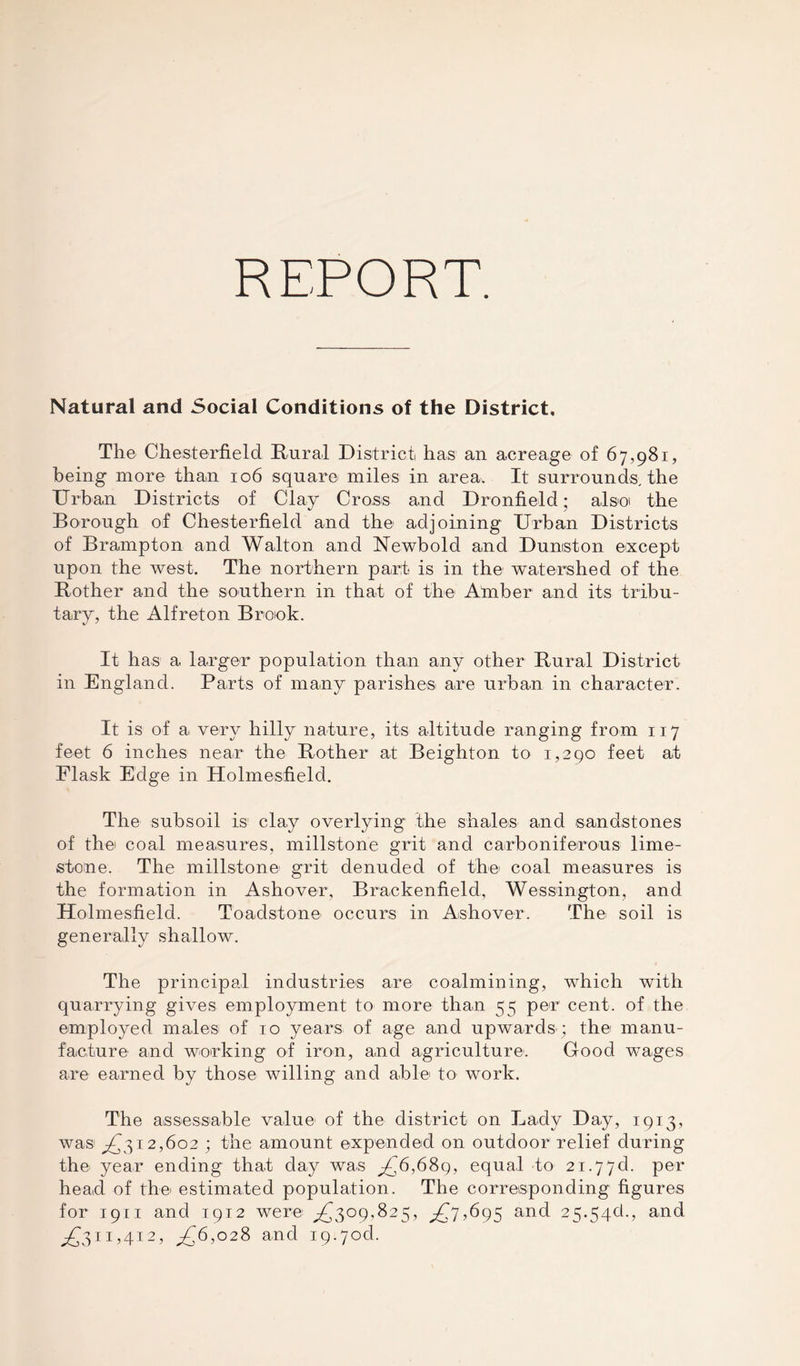 REPORT.
Natural and Social Conditions of the District.
The Chesterfield Rural District has an acreage of 67,981,
being more than 106 square miles in area. It surrounds the
Urban Districts of Clay Cross and Dronfield; also the
Borough of Chesterfield and the adjoining Urban Districts
of Brampton and Walton and Newbold and Dunston except
upon the west. The northern part is in the watershed of the
Rother and the southern in that of the Amber and its tribu-
tary, the Alfreton Brook.
It has a larger population than any other Rural District
in England. Parts of many parishes are urban in character.
It is of a very hilly nature, its altitude ranging from 117
feet 6 inches near the Rother at Beighton to 1,290 feet at
Flask Edge in Holmesfield.
The subsoil is clay overlying the shales and sandstones
of the coal measures, millstone grit and carboniferous lime-
stone. The millstone grit denuded of the coal measures is
the formation in Ashover, Brackenfield, Wessington, and
Holmesfield. Toadstone occurs in Ashover. The soil is
generally shallow.
The principal industries are coalmining, which with
quarrying gives employment to more than 55 per cent. of the
employed males of 10 years of age and upwards; the manu-
facture and working of iron, and agriculture. Good wages
are earned by those willing and able to work.
The assessable value of the district on Lady Day, 1913,
was £312,602; the amount expended on outdoor relief during
the year ending that day was £6,689, equal to 21.77d. per
head of the estimated population. The corresponding figures
for 1911 and 1912 were £309,825, £7,695 and 25.54d., and
£311,412, £6,028 and 19.70d.